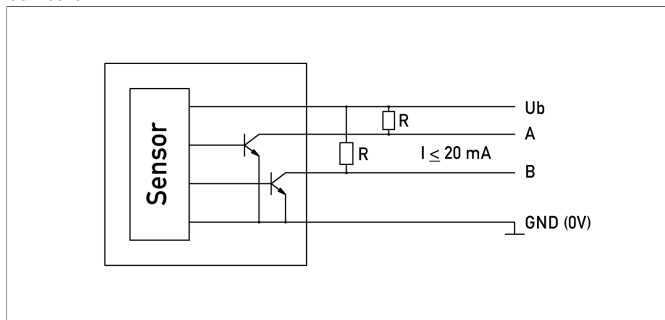 Sensor
Ub
R
A
R
I ≤ 20 mA
B
GND (0V)